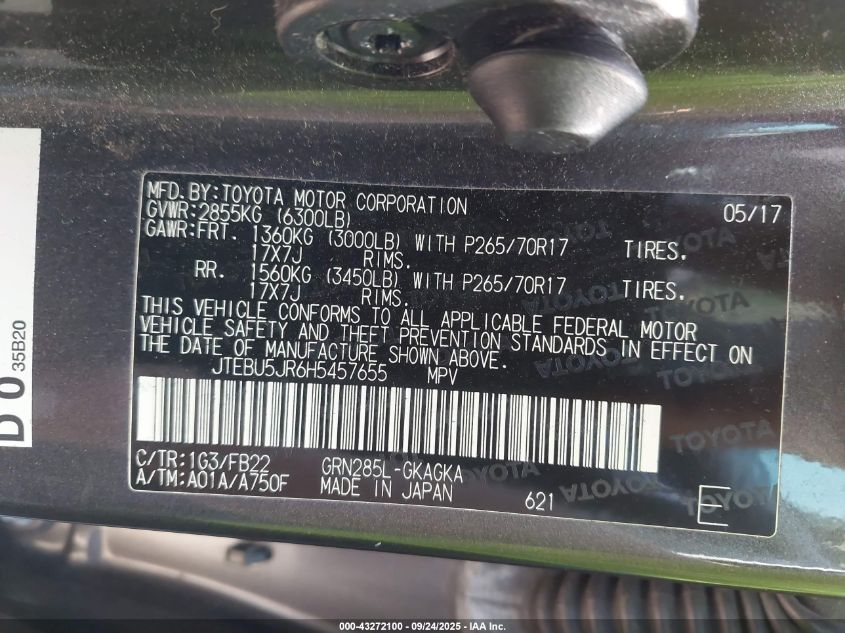 MFD. BY:TOYOTA MOTOR CORPORATION 05/17
GVWR:2855KG (6300LB)
GAWR:FRT. 1360KG (3000LB) WITH P265/70R17 TIRES.
17X7J RIMS.
RR. 1560KG (3450LB) WITH P265/70R17 TIRES.
17X7J RIMS.
THIS VEHICLE CONFORMS TO ALL APPLICABLE FEDERAL MOTOR
VEHICLE SAFETY AND THEFT PREVENTION STANDARDS IN EFFECT ON
THE DATE OF MANUFACTURE SHOWN ABOVE.
JTEBU5JR6H5457655 MPV
C/TR:1G3/FB22 GRN285L-GKAGKA
A/TM:A01A/A750F MADE IN JAPAN 621 E
TOYOTA
D 0
35B20
000-43272100 - 09/24/2025 - IAA Inc.